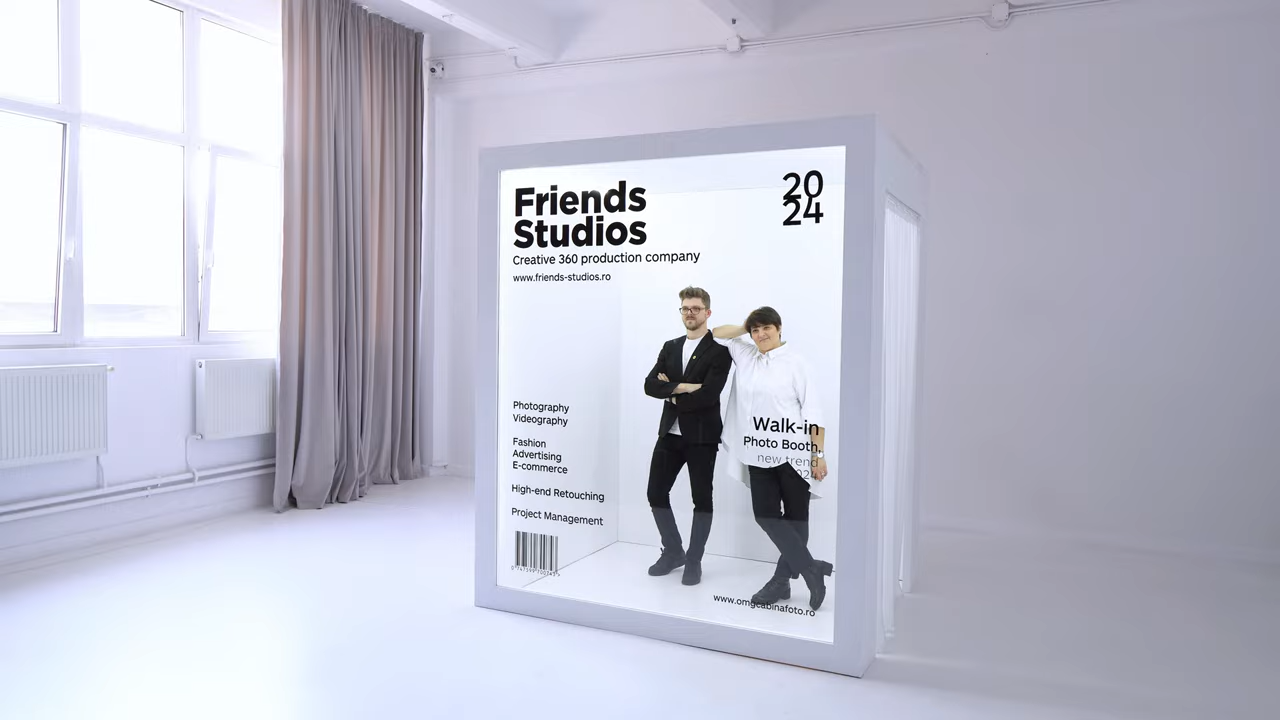 Friends
Studios
Creative 360 production company
www.friends-studios.ro
20
24
Photography
Videography
Fashion
Advertising
E-commerce
High-end Retouching
Project Management
Walk-in
Photo Booth
new trend
www.omgcabinafoto.ro